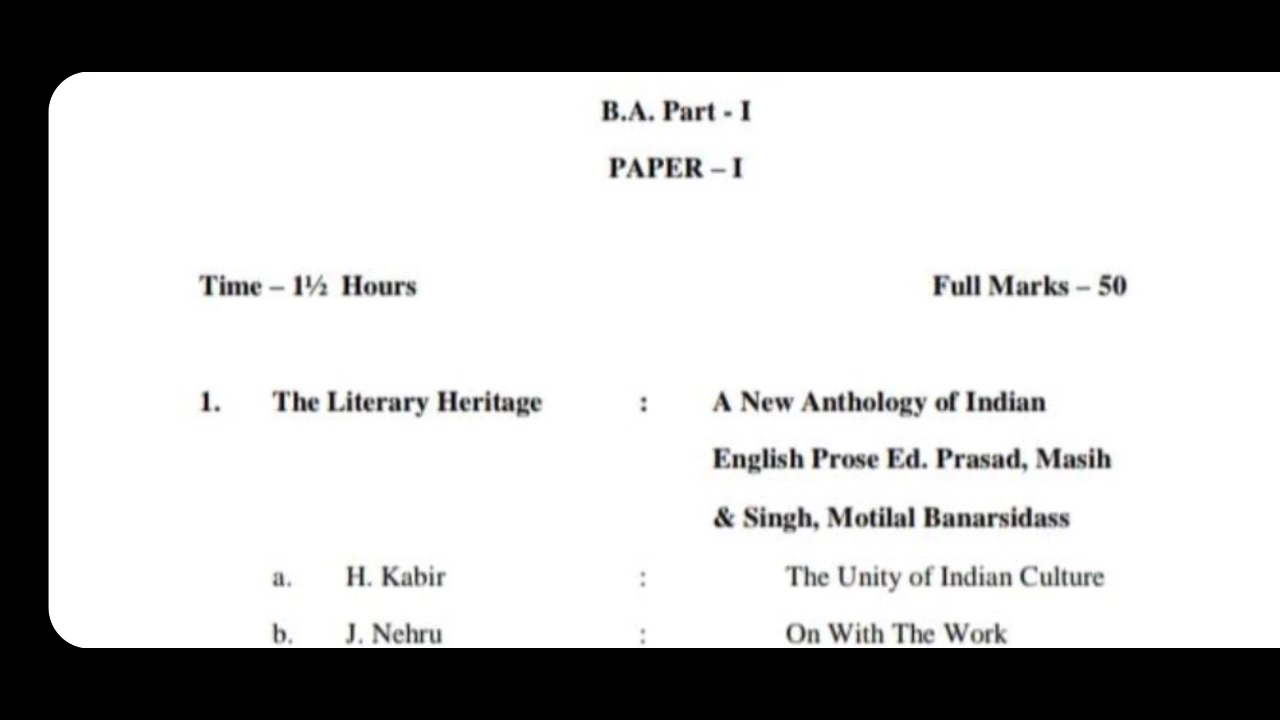 B.A. Part - I
PAPER – I
Time – 1½ Hours Full Marks – 50
1. The Literary Heritage : A New Anthology of Indian
English Prose Ed. Prasad, Masih
& Singh, Motilal Banarsidass
a. H. Kabir : The Unity of Indian Culture
b. J. Nehru : On With The Work